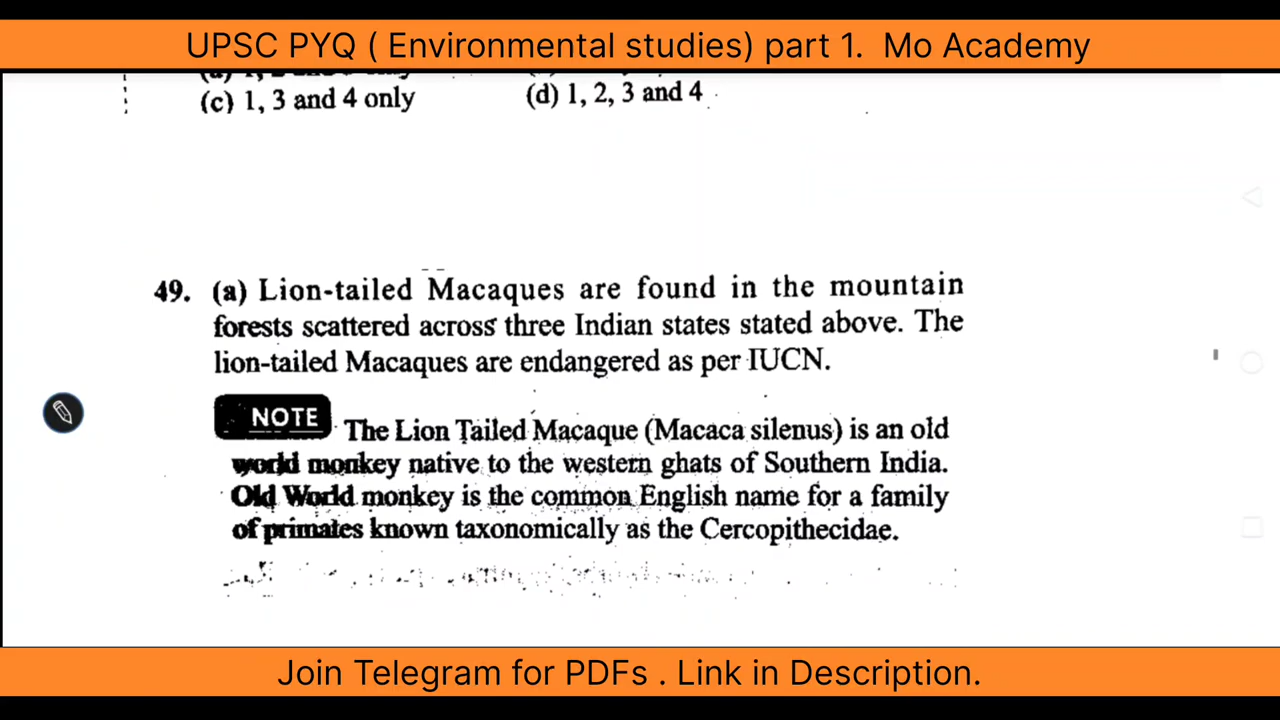 UPSC PYQ ( Environmental studies) part 1.  Mo Academy
(c) 1, 3 and 4 only
(d) 1, 2, 3 and 4
49. (a) Lion-tailed Macaques are found in the mountain
forests scattered across three Indian states stated above. The
lion-tailed Macaques are endangered as per IUCN.
NOTE The Lion Tailed Macaque (Macaca silenus) is an old
world monkey native to the western ghats of Southern India.
Old World monkey is the common English name for a family
of primates known taxonomically as the Cercopithecidae.
Join Telegram for PDFs . Link in Description.